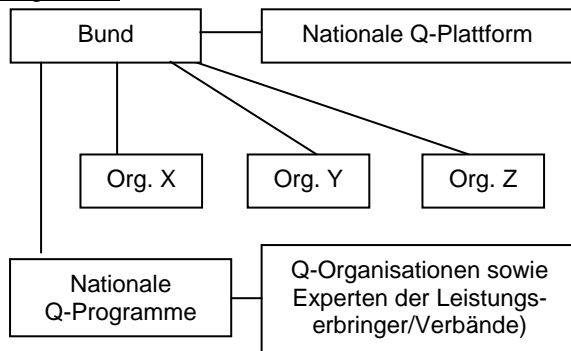 Bund
Nationale Q-Plattform
Org. X
Org. Y
Org. Z
Nationale
Q-Programme
Q-Organisationen sowie
Experten der Leistungs-
erbringer/Verbände)